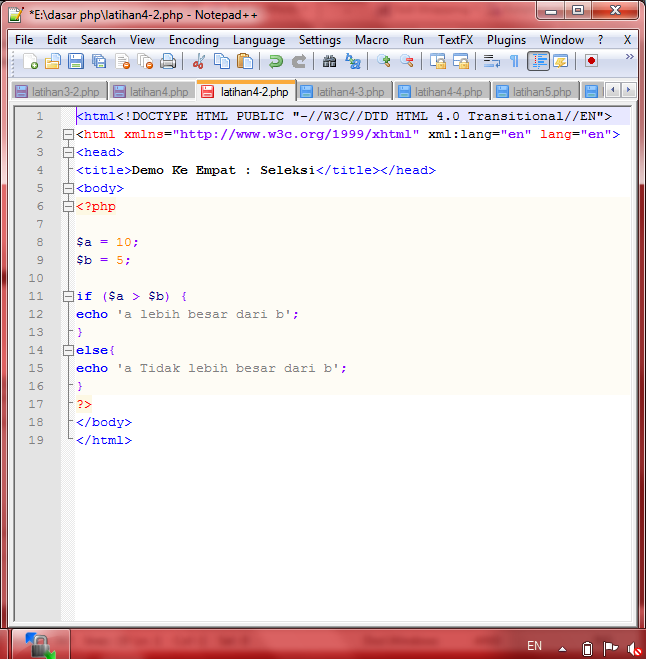 *E:\dasar php\latihan4-2.php - Notepad++
File Edit Search View Encoding Language Settings Macro Run TextFX Plugins Window ? X
latihan3-2.php latihan4.php latihan4-2.php latihan4-3.php latihan4-4.php latihan5.php
1 <html<!DOCTYPE HTML PUBLIC "-//W3C//DTD HTML 4.0 Transitional//EN">
2 <html xmlns="http://www.w3c.org/1999/xhtml" xml:lang="en" lang="en">
3 <head>
4 <title>Demo Ke Empat : Seleksi</title></head>
5 <body>
6 <?php
7
8 $a = 10;
9 $b = 5;
10
11 if ($a > $b) {
12 echo 'a lebih besar dari b';
13 }
14 else{
15 echo 'a Tidak lebih besar dari b';
16 }
17 ?>
18 </body>
19 </html>
EN